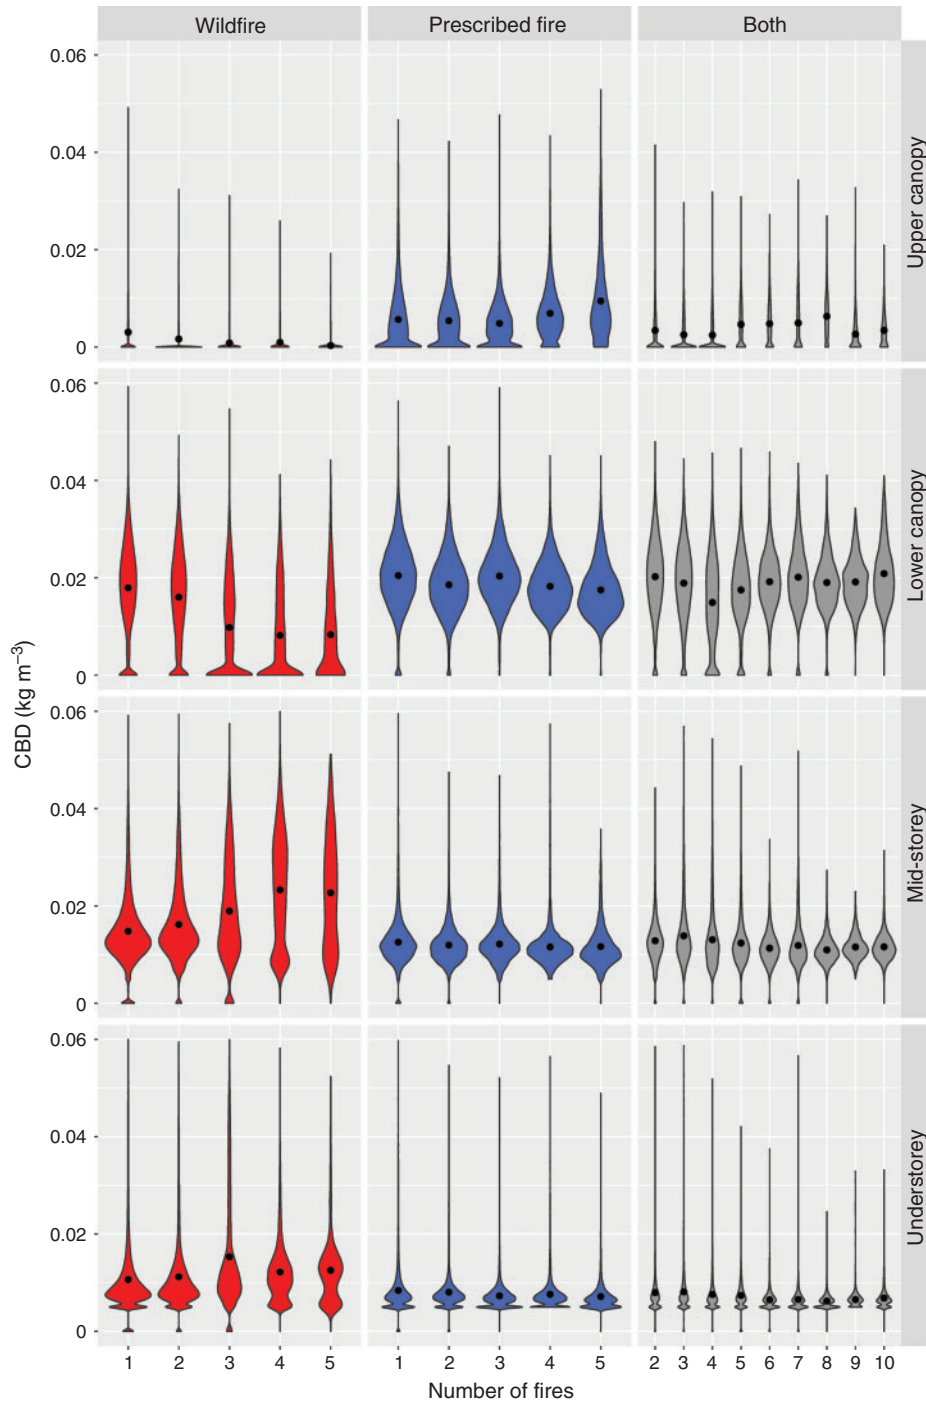 Wildfire
Prescribed fire
Both
0.06
0.04
0.02
0
Upper canopy
0.06
0.04
0.02
0
Lower canopy
CBD (kg m⁻³)
0.06
0.04
0.02
0
Mid-storey
0.06
0.04
0.02
0
Understorey
1 2 3 4 5
1 2 3 4 5
2 3 4 5 6 7 8 9 10
Number of fires